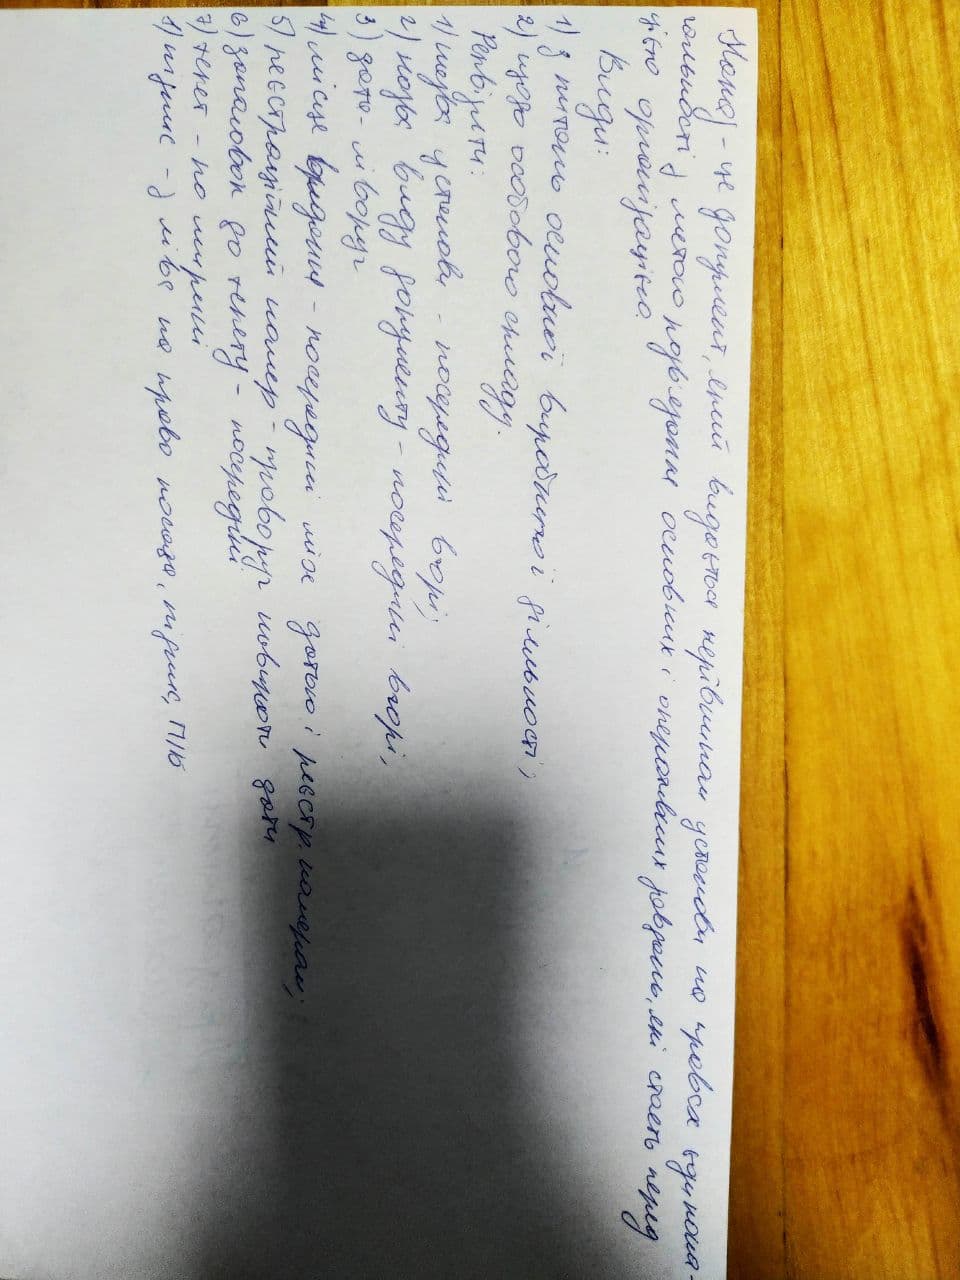 Наказ - це документ, який видається керівником установи на правах єдинона-
чальності з метою розв'язання основних і оперативних завдань, які стоять перед
цією організацією.
Види:
1) з питань основної виробничої діяльності;
2) щодо особового складу.
Реквізити:
1) назва установи - посередині вгорі;
2) назва виду документу - посередині вгорі,
3) дата - ліворуч
4) місце видання - посередині між датою і реєстр. номером;
5) реєстраційний номер - праворуч навпроти дати
6) заголовок до тексту - посередині
7) текст - по ширині
8) підпис - з ліва на право посада, підпис, П/Б